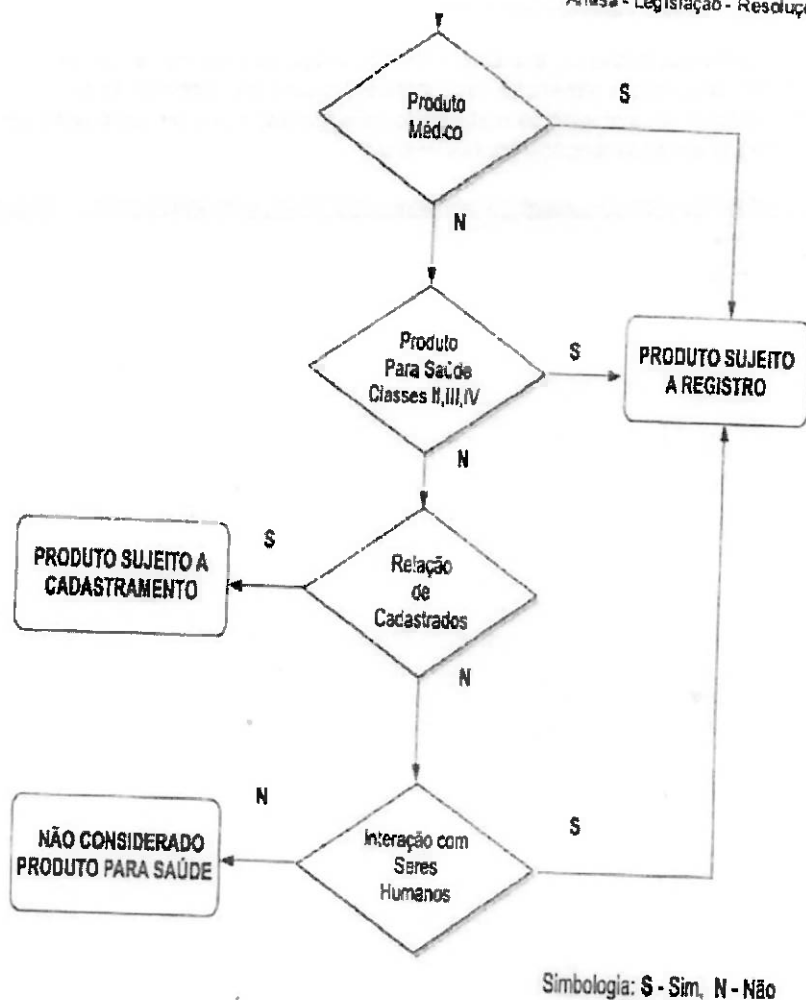 Anvisa - Legislação - Resoluçõ
Produto
Médico
S
N
Produto
Para Saúde
Classes II,III,IV
S
PRODUTO SUJEITO
A REGISTRO
N
PRODUTO SUJEITO A
CADASTRAMENTO
S
Relação
de
Cadastrados
N
NÃO CONSIDERADO
PRODUTO PARA SAÚDE
N
Interação com
Seres
Humanos
S
Simbologia: S - Sim, N - Não